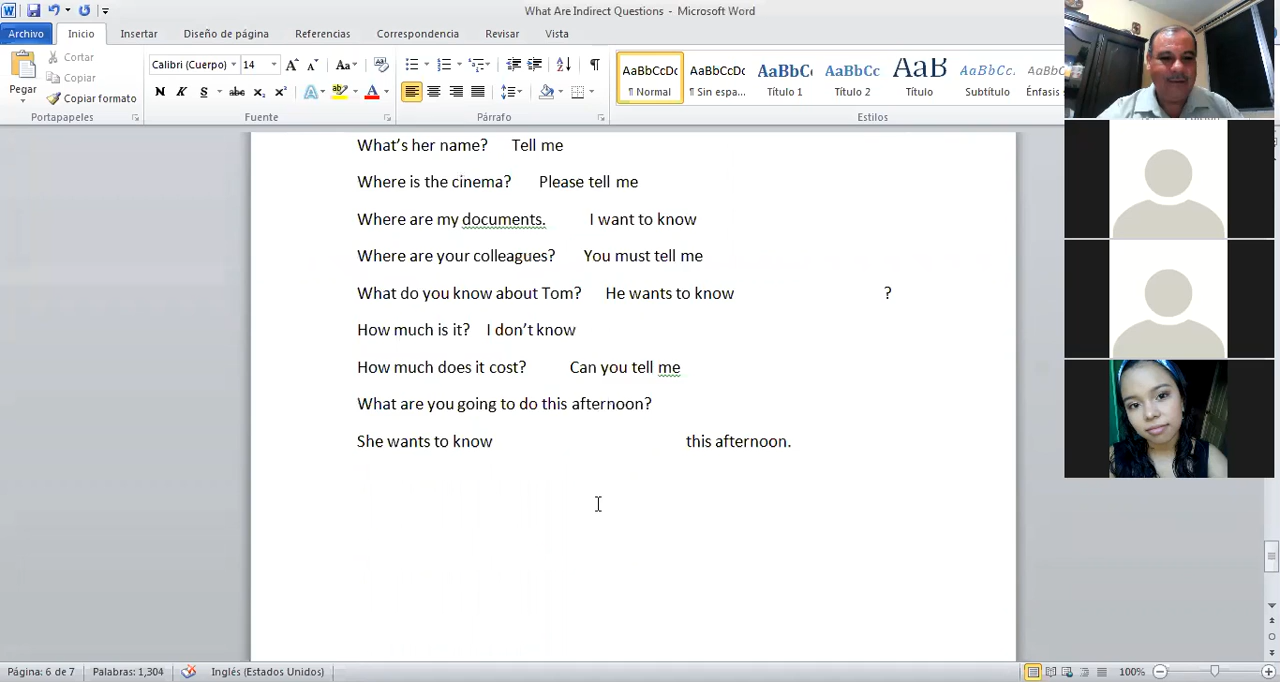 What Are Indirect Questions - Microsoft Word
Archivo Inicio Insertar Diseño de página Referencias Correspondencia Revisar Vista
Pegar
Cortar
Copiar
Copiar formato
Portapapeles
Calibri (Cuerpo) 14
Fuente
Párrafo
AaBbCcDc AaBbCcDc AaBbC AaBbCc AaB AaBbCc. AaBbCc
¶ Normal ¶ Sin espa... Título 1 Título 2 Título Subtítulo Énfasis
Estilos
What's her name? Tell me
Where is the cinema? Please tell me
Where are my documents. I want to know
Where are your colleagues? You must tell me
What do you know about Tom? He wants to know ?
How much is it? I don't know
How much does it cost? Can you tell me
What are you going to do this afternoon?
She wants to know this afternoon.
Página: 6 de 7 Palabras: 1,304 Inglés (Estados Unidos) 100%